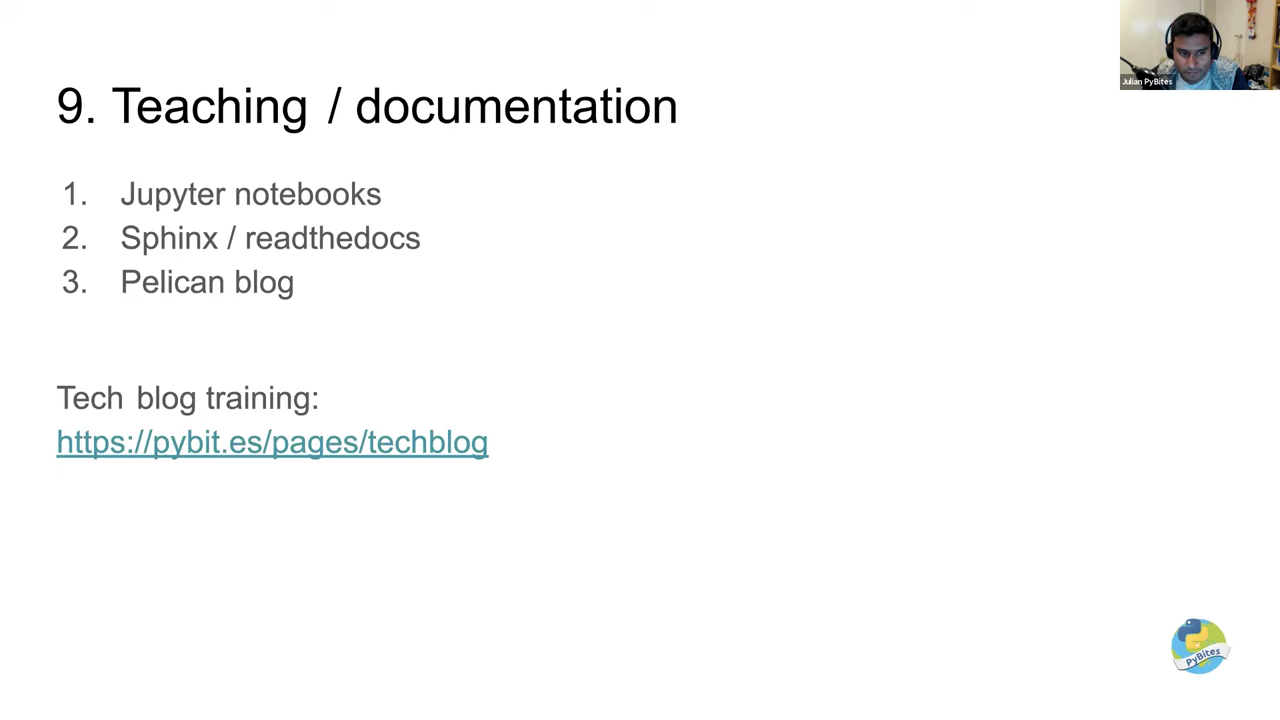 Julian PyBites
9. Teaching / documentation
1. Jupyter notebooks
2. Sphinx / readthedocs
3. Pelican blog
Tech blog training:
https://pybit.es/pages/techblog
PyBites